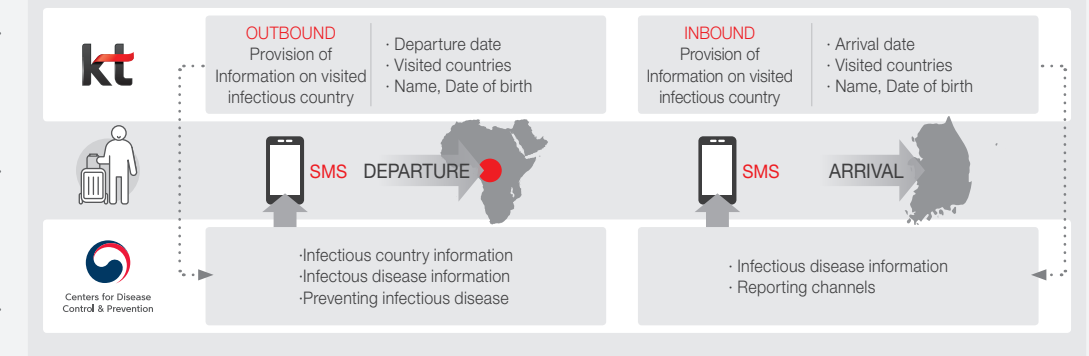 kt
OUTBOUND
Provision of
Information on visited
infectious country
· Departure date
· Visited countries
· Name, Date of birth
INBOUND
Provision of
Information on visited
infectious country
· Arrival date
· Visited countries
· Name, Date of birth
SMS
DEPARTURE
SMS
ARRIVAL
Centers for Disease
Control & Prevention
·Infectious country information
·Infectous disease information
·Preventing infectious disease
· Infectious disease information
· Reporting channels